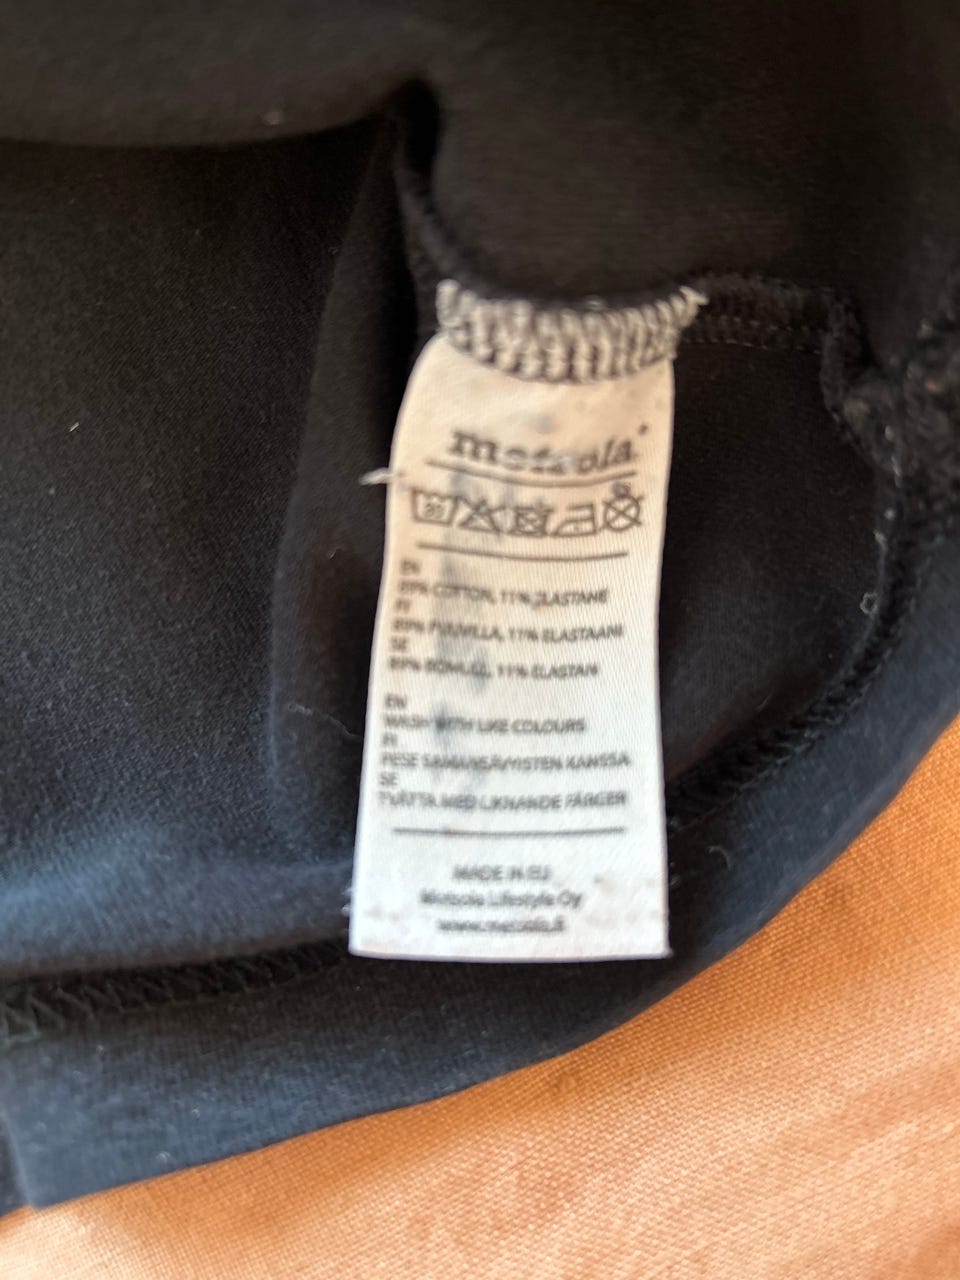 metsola
EN
89% COTTON, 11% ELASTANE
FI
89% PUUVILLA, 11% ELASTAANI
SE
89% BOMULL, 11% ELASTAN
EN
WASH WITH LIKE COLOURS
FI
PESE SAMANSÄVYISTEN KANSSA
SE
TVÄTTA MED LIKNANDE FÄRGER
MADE IN EU
Metsola Lifestyle Oy
www.metsola.fi